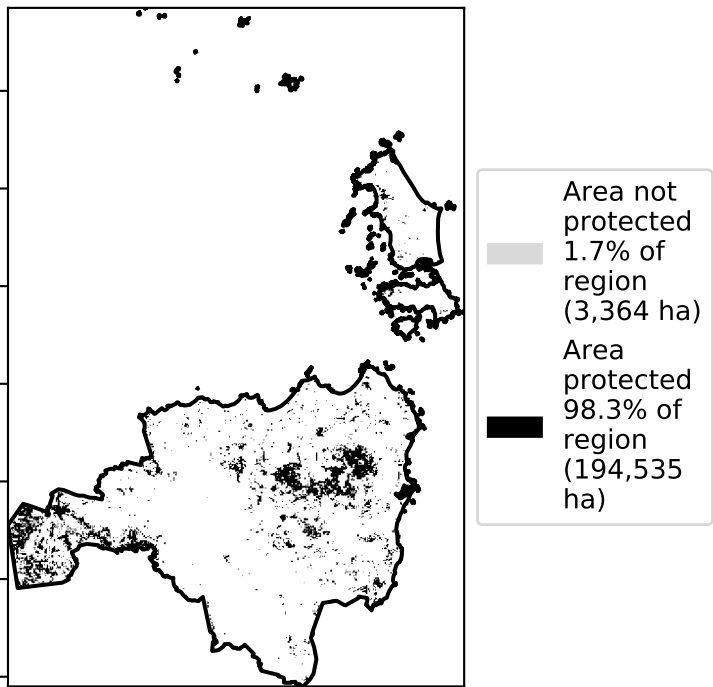 Area not
protected
1.7% of
region
(3,364 ha)
Area
protected
98.3% of
region
(194,535
ha)